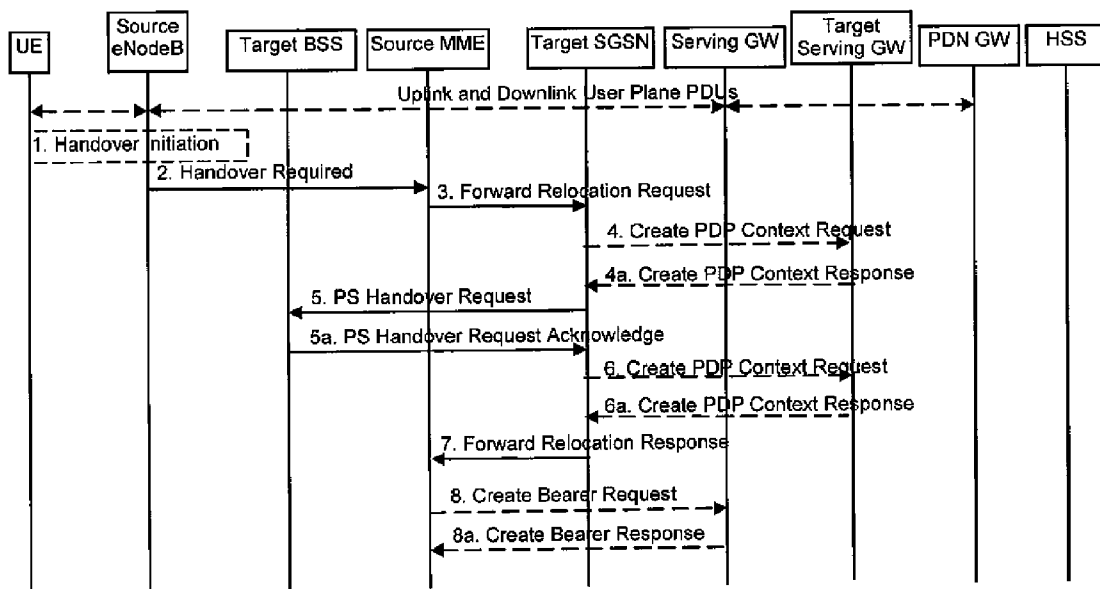 UE
Source
eNodeB
Target BSS
Source MME
Target SGSN
Serving GW
Target
Serving GW
PDN GW
HSS
Uplink and Downlink User Plane PDUs
1. Handover Initiation
2. Handover Required
3. Forward Relocation Request
4. Create PDP Context Request
4a. Create PDP Context Response
5. PS Handover Request
5a. PS Handover Request Acknowledge
6. Create PDP Context Request
6a. Create PDP Context Response
7. Forward Relocation Response
8. Create Bearer Request
8a. Create Bearer Response